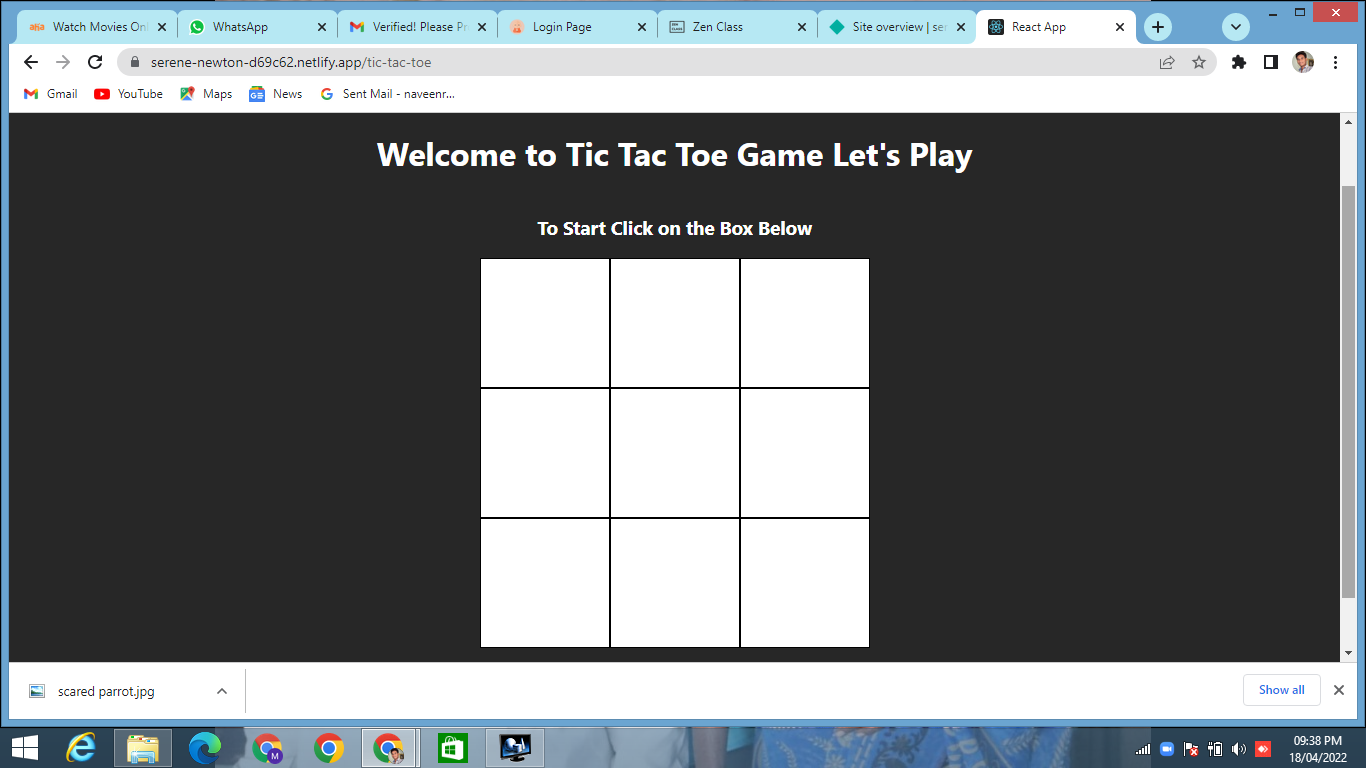 Watch Movies Onl
WhatsApp
Verified! Please Pr
Login Page
Zen Class
Site overview | ser
React App
serene-newton-d69c62.netlify.app/tic-tac-toe
Gmail
YouTube
Maps
News
Sent Mail - naveenr...
Welcome to Tic Tac Toe Game Let's Play
To Start Click on the Box Below
scared parrot.jpg
Show all
M
09:38 PM
18/04/2022